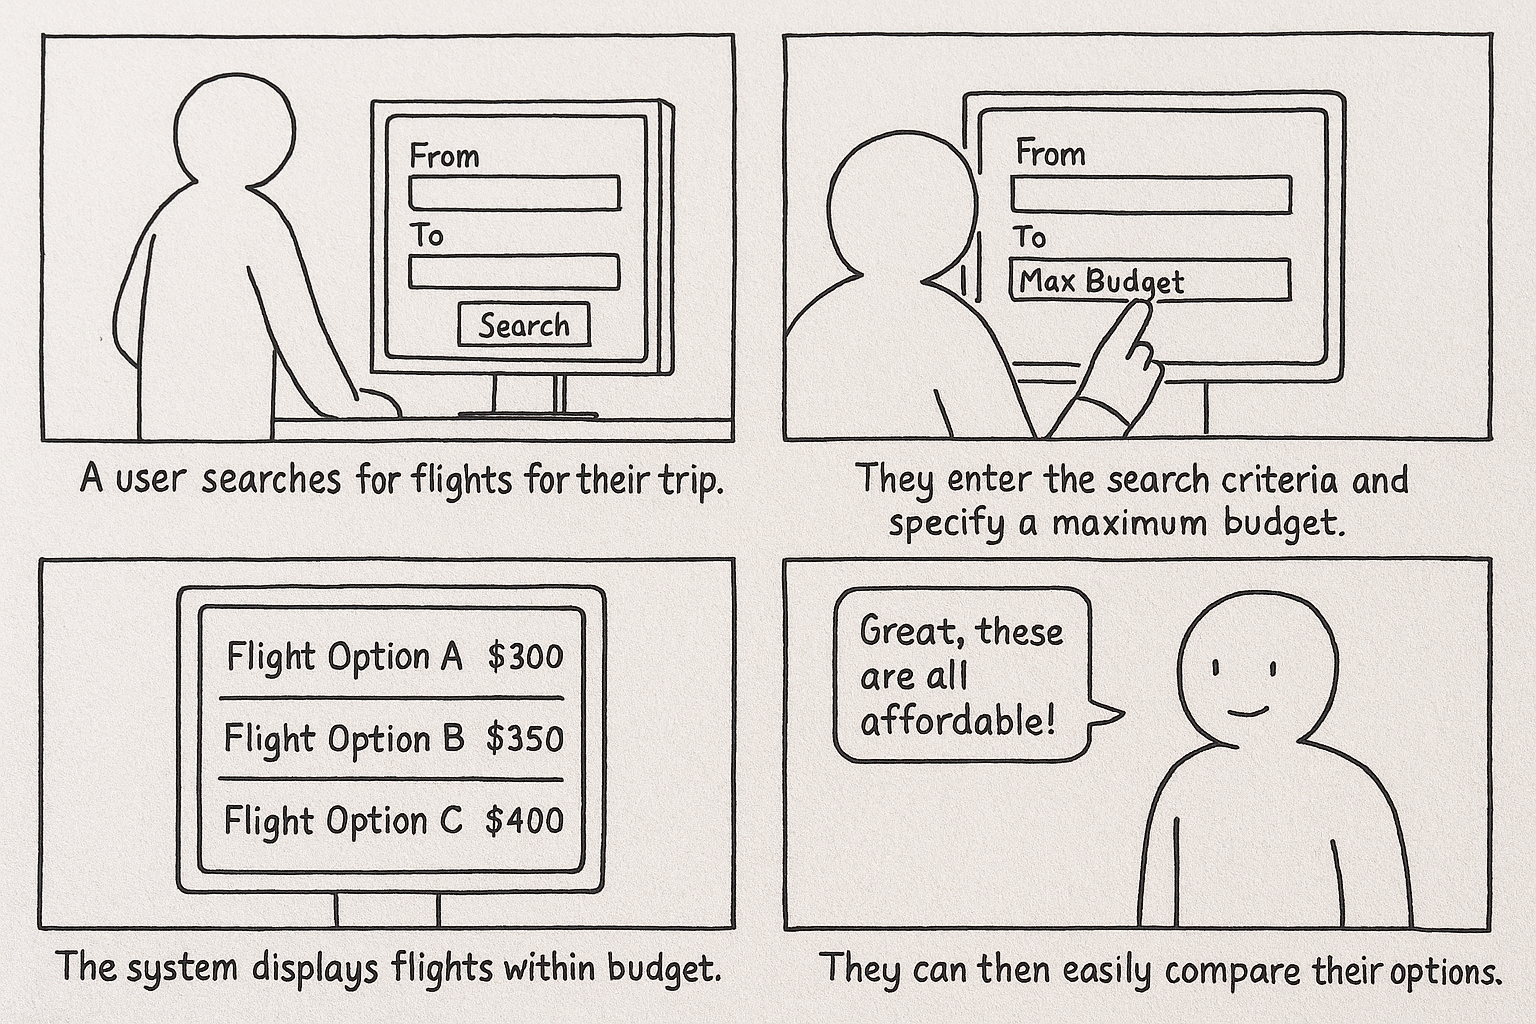 From
To
Search
A user searches for flights for their trip.
From
To
Max Budget
They enter the search criteria and
specify a maximum budget.
Flight Option A $300
Flight Option B $350
Flight Option C $400
The system displays flights within budget.
Great, these
are all
affordable!
They can then easily compare their options.